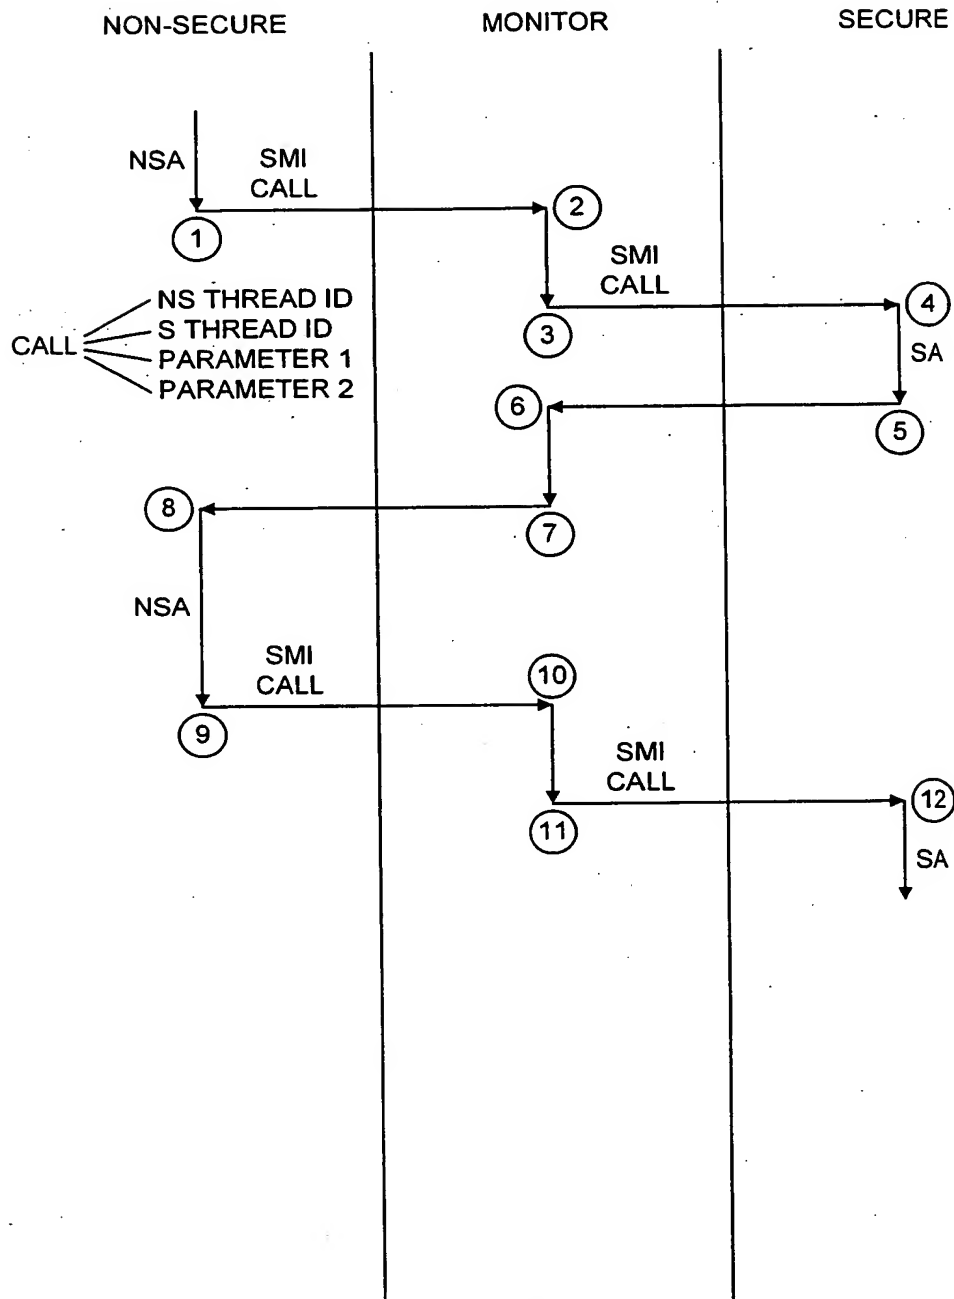 NON-SECURE MONITOR SECURE
NSA
SMI
CALL
1
2
SMI
CALL
3
4
SA
CALL
NS THREAD ID
S THREAD ID
PARAMETER 1
PARAMETER 2
6
5
8
7
NSA
SMI
CALL
10
9
SMI
CALL
11
12
SA